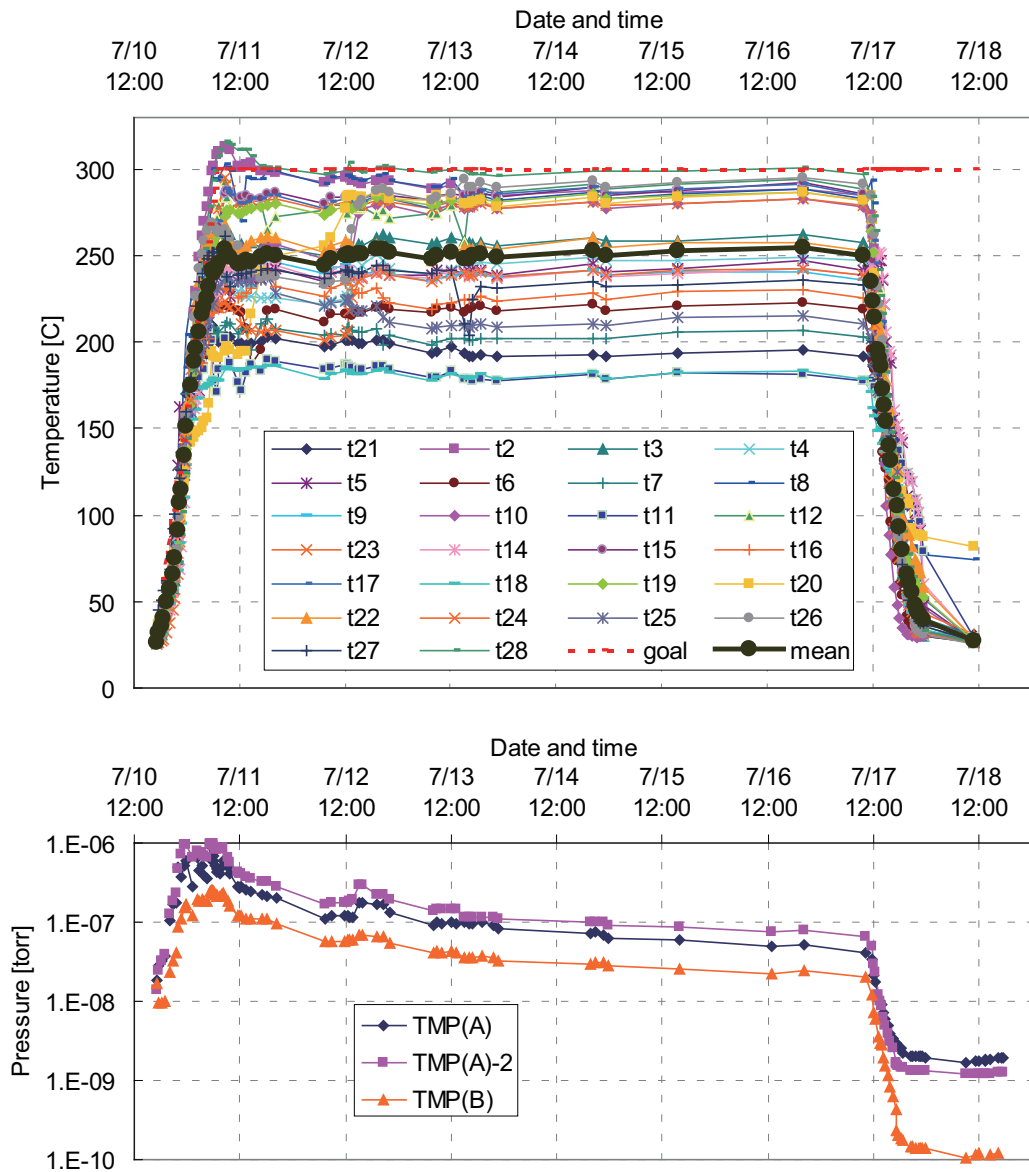 Date and time
7/10 7/11 7/12 7/13 7/14 7/15 7/16 7/17 7/18
12:00 12:00 12:00 12:00 12:00 12:00 12:00 12:00 12:00
300
250
200
150
100
50
0
Temperature [C]
t21 t2 t3 t4
t5 t6 t7 t8
t9 t10 t11 t12
t23 t14 t15 t16
t17 t18 t19 t20
t22 t24 t25 t26
t27 t28 goal mean
Date and time
7/10 7/11 7/12 7/13 7/14 7/15 7/16 7/17 7/18
12:00 12:00 12:00 12:00 12:00 12:00 12:00 12:00 12:00
1.E-06
1.E-07
1.E-08
1.E-09
1.E-10
Pressure [torr]
TMP(A)
TMP(A)-2
TMP(B)